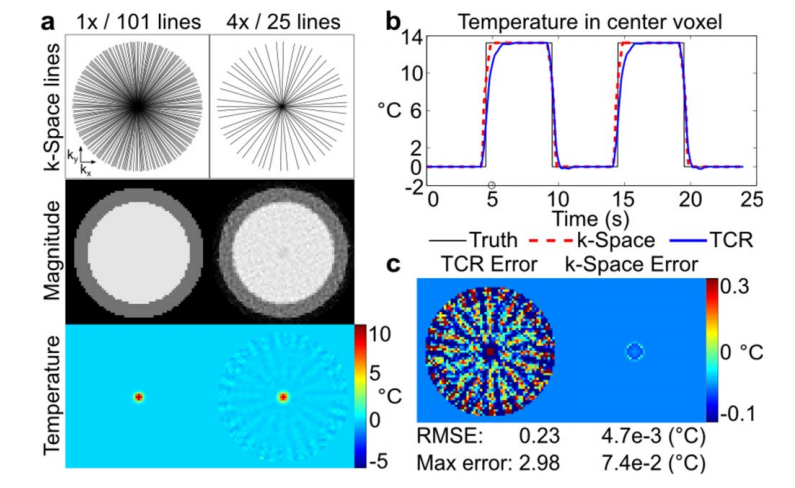 a 1x / 101 lines 4x / 25 lines
k-Space lines
ky
kx
Magnitude
Temperature
10
5
°C
0
-5
b Temperature in center voxel
14
10
°C
6
2
0
-2
0 5 10 15 20 25
Time (s)
Truth k-Space TCR
c TCR Error k-Space Error
0.3
0 °C
-0.1
RMSE: 0.23 4.7e-3 (°C)
Max error: 2.98 7.4e-2 (°C)